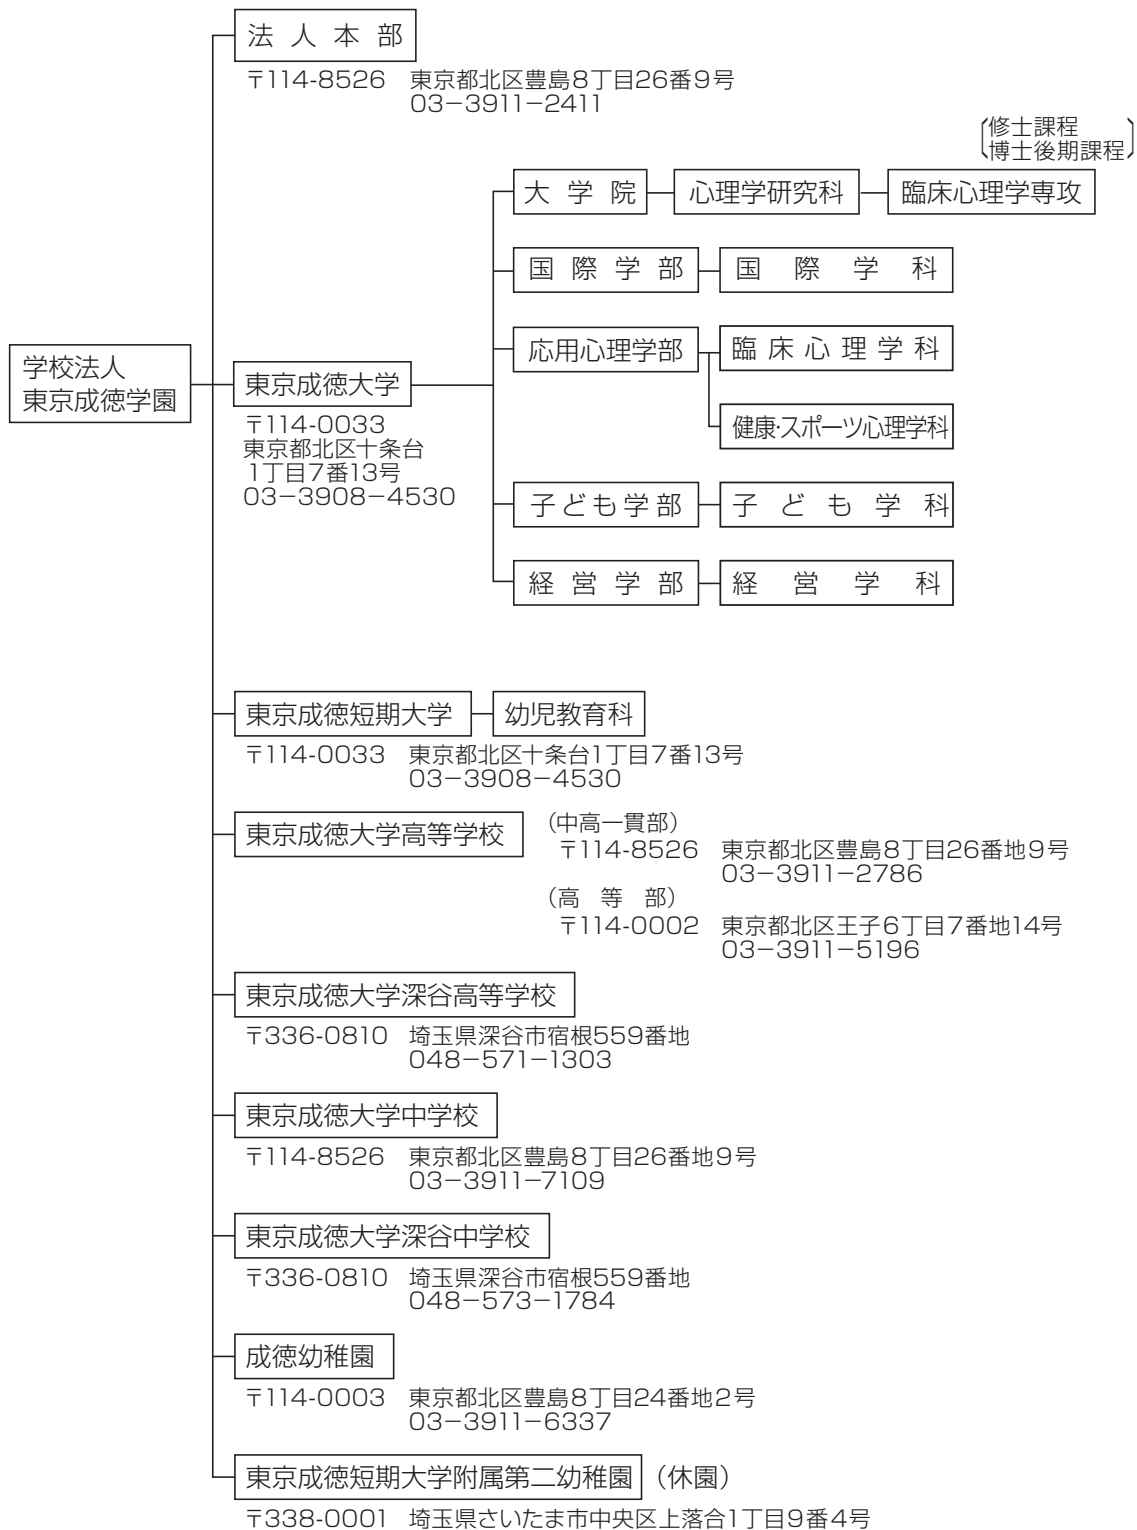 法人本部
〒114-8526 東京都北区豊島8丁目26番9号
03−3911−2411
修士課程
博士後期課程
大学院 心理学研究科 臨床心理学専攻
国際学部 国際学科
応用心理学部 臨床心理学科
学校法人
東京成徳学園
東京成徳大学
〒114-0033
東京都北区十条台
1丁目7番13号
03−3908−4530
健康・スポーツ心理学科
子ども学部 子ども学科
経営学部 経営学科
東京成徳短期大学 幼児教育科
〒114-0033 東京都北区十条台1丁目7番13号
03−3908−4530
東京成徳大学高等学校 (中高一貫部)
〒114-8526 東京都北区豊島8丁目26番地9号
03−3911−2786
(高等部)
〒114-0002 東京都北区王子6丁目7番地14号
03−3911−5196
東京成徳大学深谷高等学校
〒336-0810 埼玉県深谷市宿根559番地
048−571−1303
東京成徳大学中学校
〒114-8526 東京都北区豊島8丁目26番地9号
03−3911−7109
東京成徳大学深谷中学校
〒336-0810 埼玉県深谷市宿根559番地
048−573−1784
成徳幼稚園
〒114-0003 東京都北区豊島8丁目24番地2号
03−3911−6337
東京成徳短期大学附属第二幼稚園 (休園)
〒338-0001 埼玉県さいたま市中央区上落合1丁目9番4号